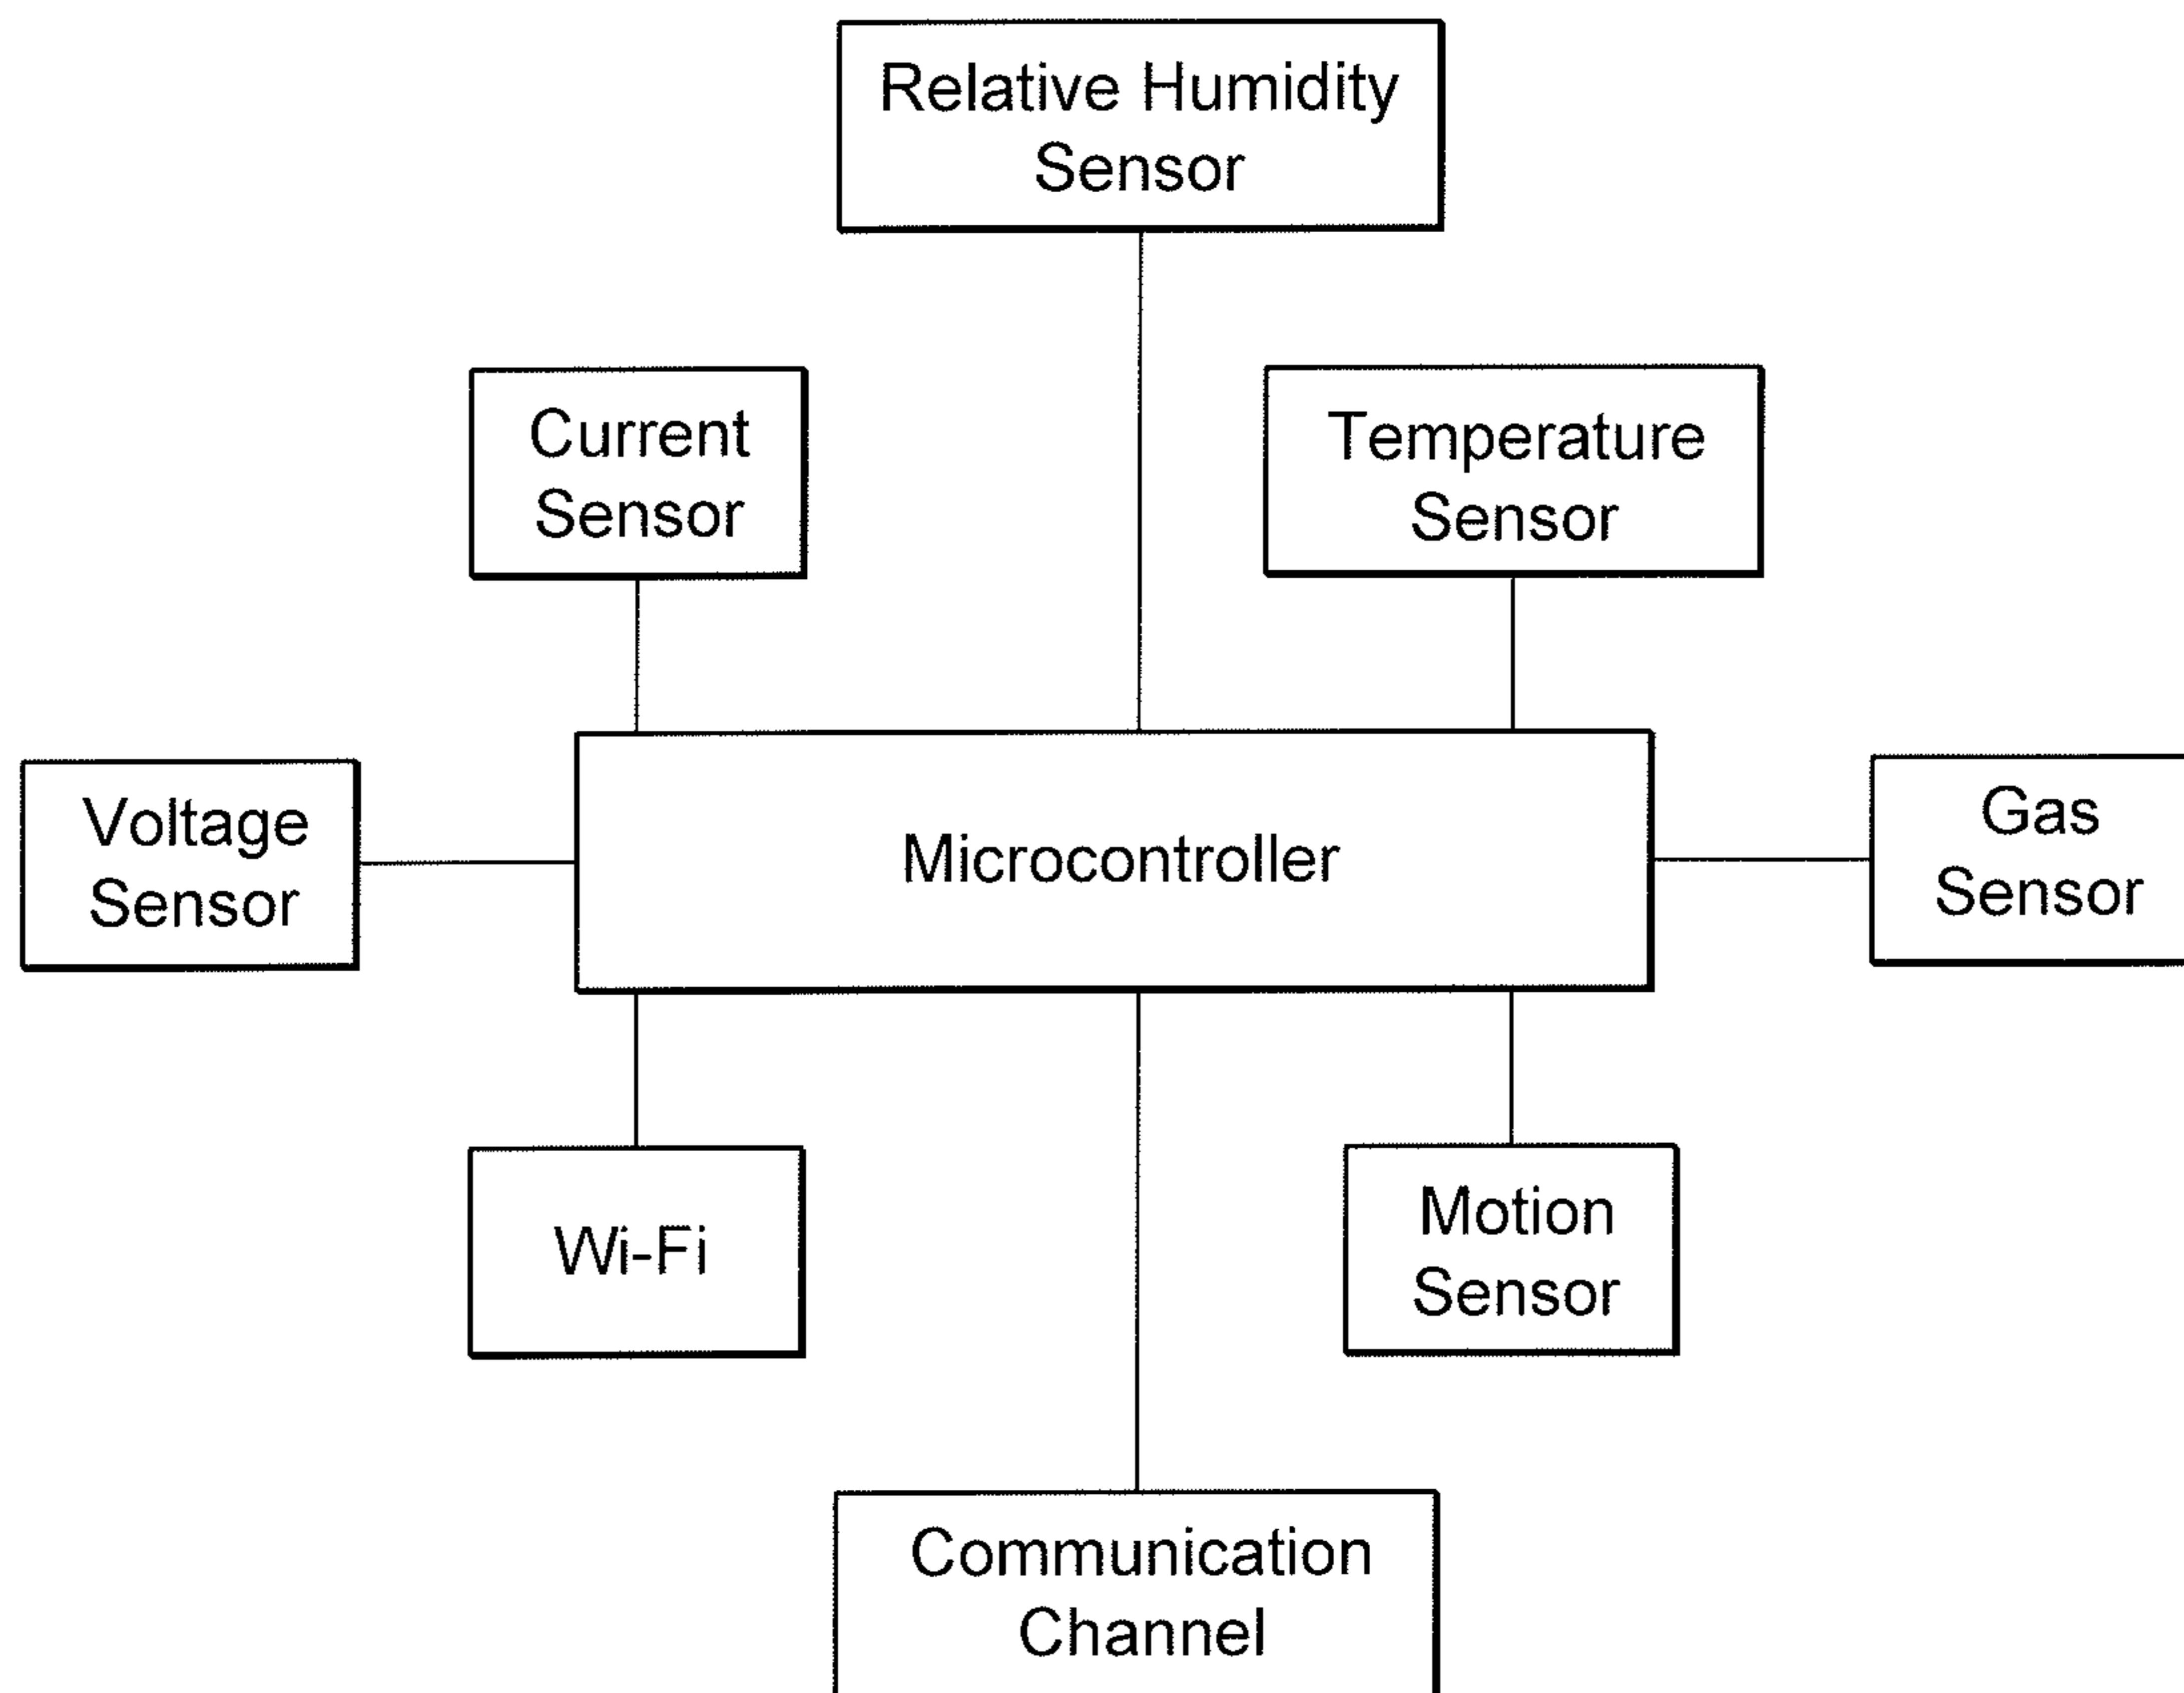 Relative Humidity
Sensor
Current
Sensor
Temperature
Sensor
Voltage
Sensor
Microcontroller
Gas
Sensor
Wi-Fi
Motion
Sensor
Communication
Channel